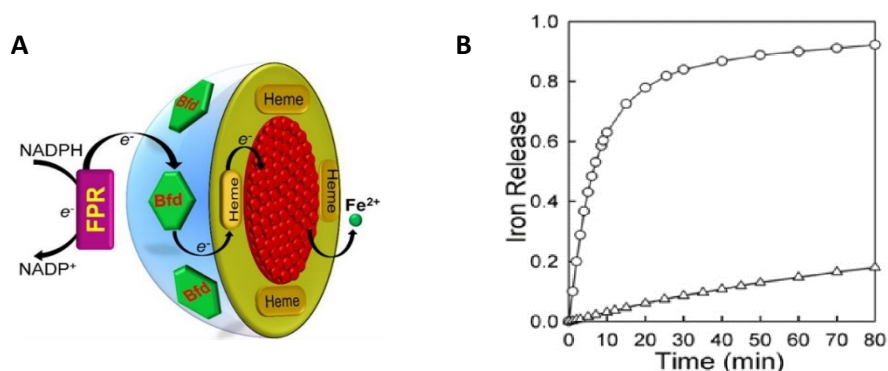 A
Bfd
Heme
NADPH
e-
e-
e-
Heme
FPR
e-
Bfd
Heme
Fe2+
e-
NADP+
Bfd
Heme
B
1.0
0.8
0.6
0.4
0.2
0.0
Iron Release
0 10 20 30 40 50 60 70 80
Time (min)